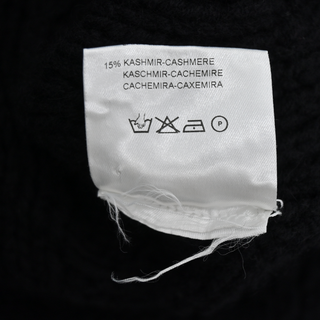 15% KASHMIR-CASHMERE
KASCHMIR-CACHEMIRE
CACHEMIRA-CAXEMIRA
P